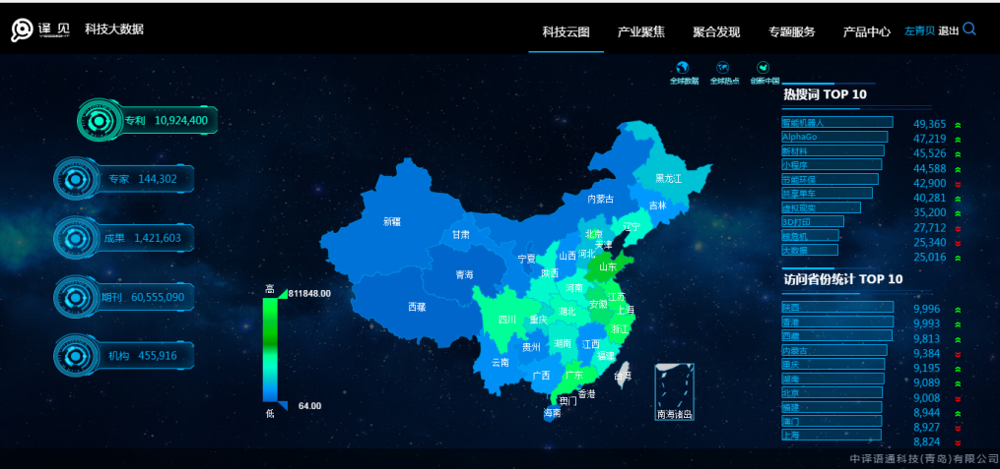 译见 YEESIGHT 科技大数据
科技云图 产业聚焦 聚合发现 专题服务 产品中心 左青贝 退出
全球数据 全球热点 创新中国
专利 10,924,400
专家 144,302
成果 1,421,603
期刊 60,555,090
机构 455,916
高
811848.00
64.00
低
黑龙江
内蒙古
吉林
新疆
辽宁
甘肃
北京
天津
宁夏
山西
河北
青海
陕西
山东
西藏
河南
江苏
四川
重庆
湖北
安徽
上海
浙江
贵州
湖南
江西
云南
福建
广西
广东
台湾
香港
澳门
海南
南海诸岛
热搜词 TOP 10
智能机器人 49,365
AlphaGo 47,219
新材料 45,526
小程序 44,588
节能环保 42,900
共享单车 40,281
虚拟现实 35,200
3D打印 27,712
核危机 25,340
大数据 25,016
访问省份统计 TOP 10
陕西 9,996
香港 9,993
西藏 9,813
内蒙古 9,384
重庆 9,195
湖南 9,089
北京 9,008
福建 8,944
澳门 8,927
上海 8,824
中译语通科技(青岛)有限公司